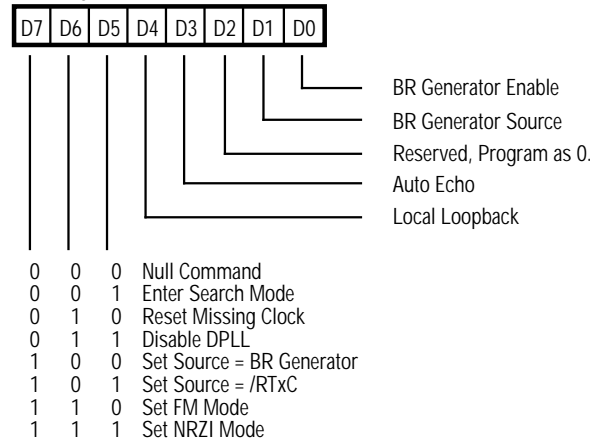 D7 D6 D5 D4 D3 D2 D1 D0
BR Generator Enable
BR Generator Source
Reserved, Program as 0.
Auto Echo
Local Loopback
0 0 0 Null Command
0 0 1 Enter Search Mode
0 1 0 Reset Missing Clock
0 1 1 Disable DPLL
1 0 0 Set Source = BR Generator
1 0 1 Set Source = /RTxC
1 1 0 Set FM Mode
1 1 1 Set NRZI Mode